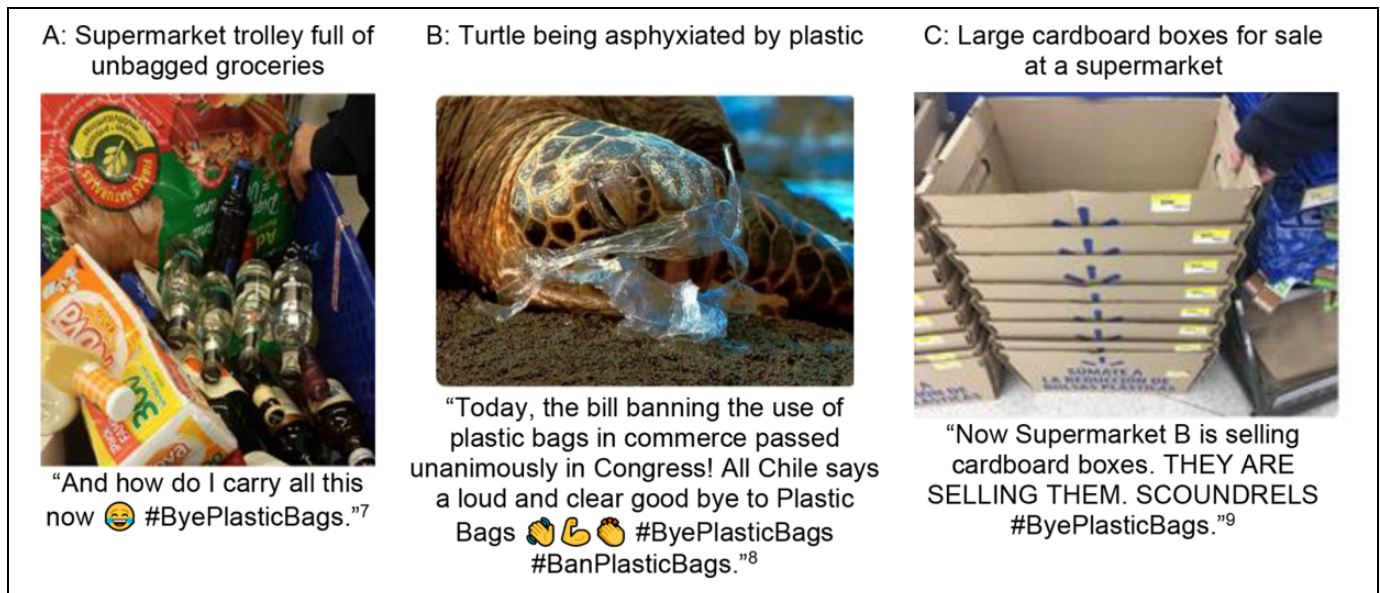 A: Supermarket trolley full of
unbagged groceries
FIBRAS NATURALES
"And how do I carry all this
now 😂 #ByePlasticBags."7
B: Turtle being asphyxiated by plastic
"Today, the bill banning the use of
plastic bags in commerce passed
unanimously in Congress! All Chile says
a loud and clear good bye to Plastic
Bags 👏💪👏 #ByePlasticBags
#BanPlasticBags."8
C: Large cardboard boxes for sale
at a supermarket
SÚMATE A
LA REDUCCIÓN DE
BOLSAS PLÁSTICAS
"Now Supermarket B is selling
cardboard boxes. THEY ARE
SELLING THEM. SCOUNDRELS
#ByePlasticBags."9